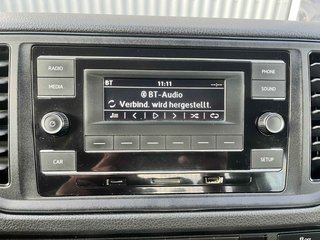 RADIO
MEDIA
CAR
BT
11:11
BT-Audio
Verbind. wird hergestellt.
PHONE
SOUND
SETUP